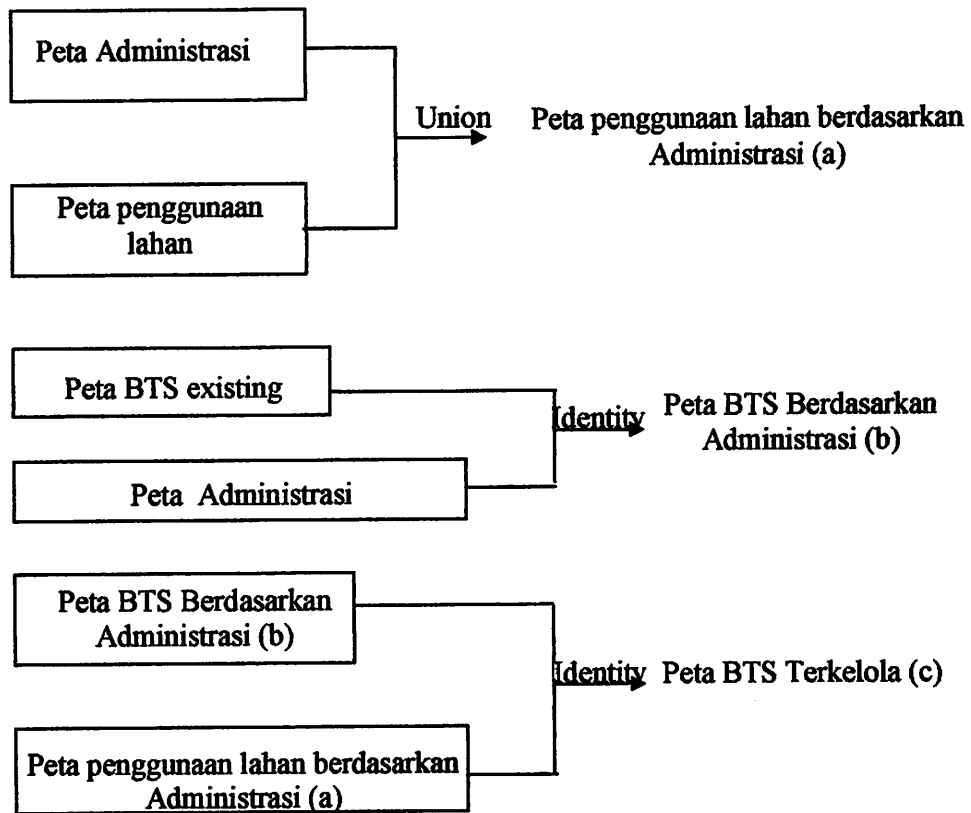 Peta Administrasi
Union
Peta penggunaan lahan berdasarkan
Administrasi (a)
Peta penggunaan
lahan
Peta BTS existing
Identity
Peta BTS Berdasarkan
Administrasi (b)
Peta Administrasi
Peta BTS Berdasarkan
Administrasi (b)
Identity
Peta BTS Terkelola (c)
Peta penggunaan lahan berdasarkan
Administrasi (a)